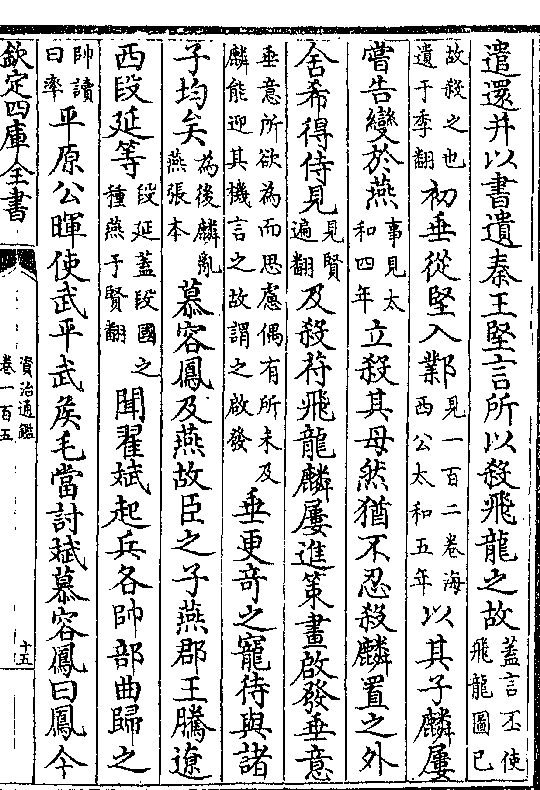 遣還并以書遺秦王堅言所以殺飛龍之故蓋言丕使飛龍圖已
故殺之也遺于季翻初垂從堅入鄴見一百二卷海西公太和五年以其子麟屢
嘗告變於燕事見太和四年立殺其母然猶不忍殺麟置之外
舍希得侍見見賢遍翻及殺苻飛龍麟屢進策畫啟發垂意
垂意所欲為而思慮偶有所未及麟能迎其機言之故謂之啟發垂更竒之寵待與諸
子均矣為後麟亂燕張本慕容鳳及燕故臣之子燕郡王騰遼
西段延等段延蓋段國之種燕于賢翻聞翟斌起兵各帥部曲歸之
帥讀曰率平原公暉使武平武侯毛當討斌慕容鳳曰鳳今
欽定四庫全書
資治通鑑
卷一百五
十五